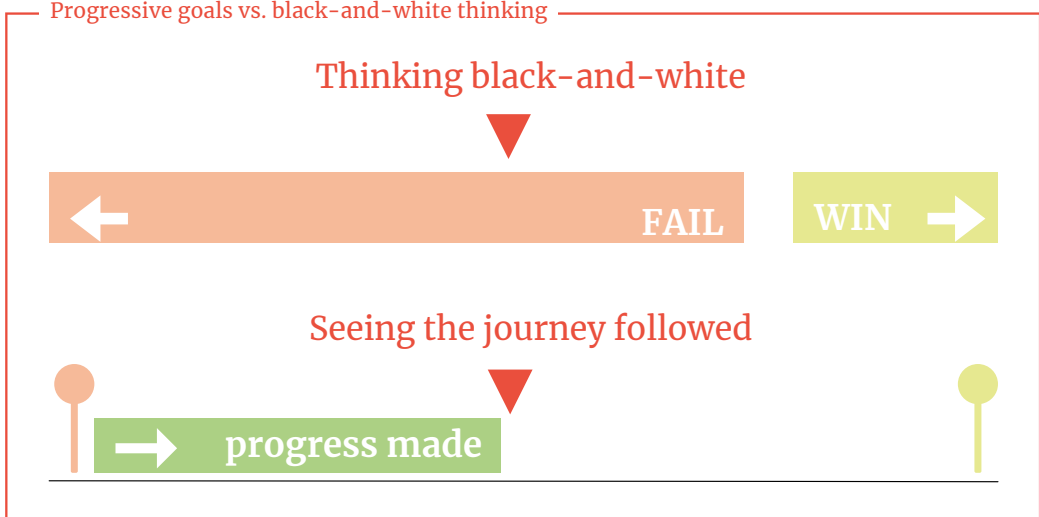 Progressive goals vs. black-and-white thinking
Thinking black-and-white
FAIL
WIN
Seeing the journey followed
progress made